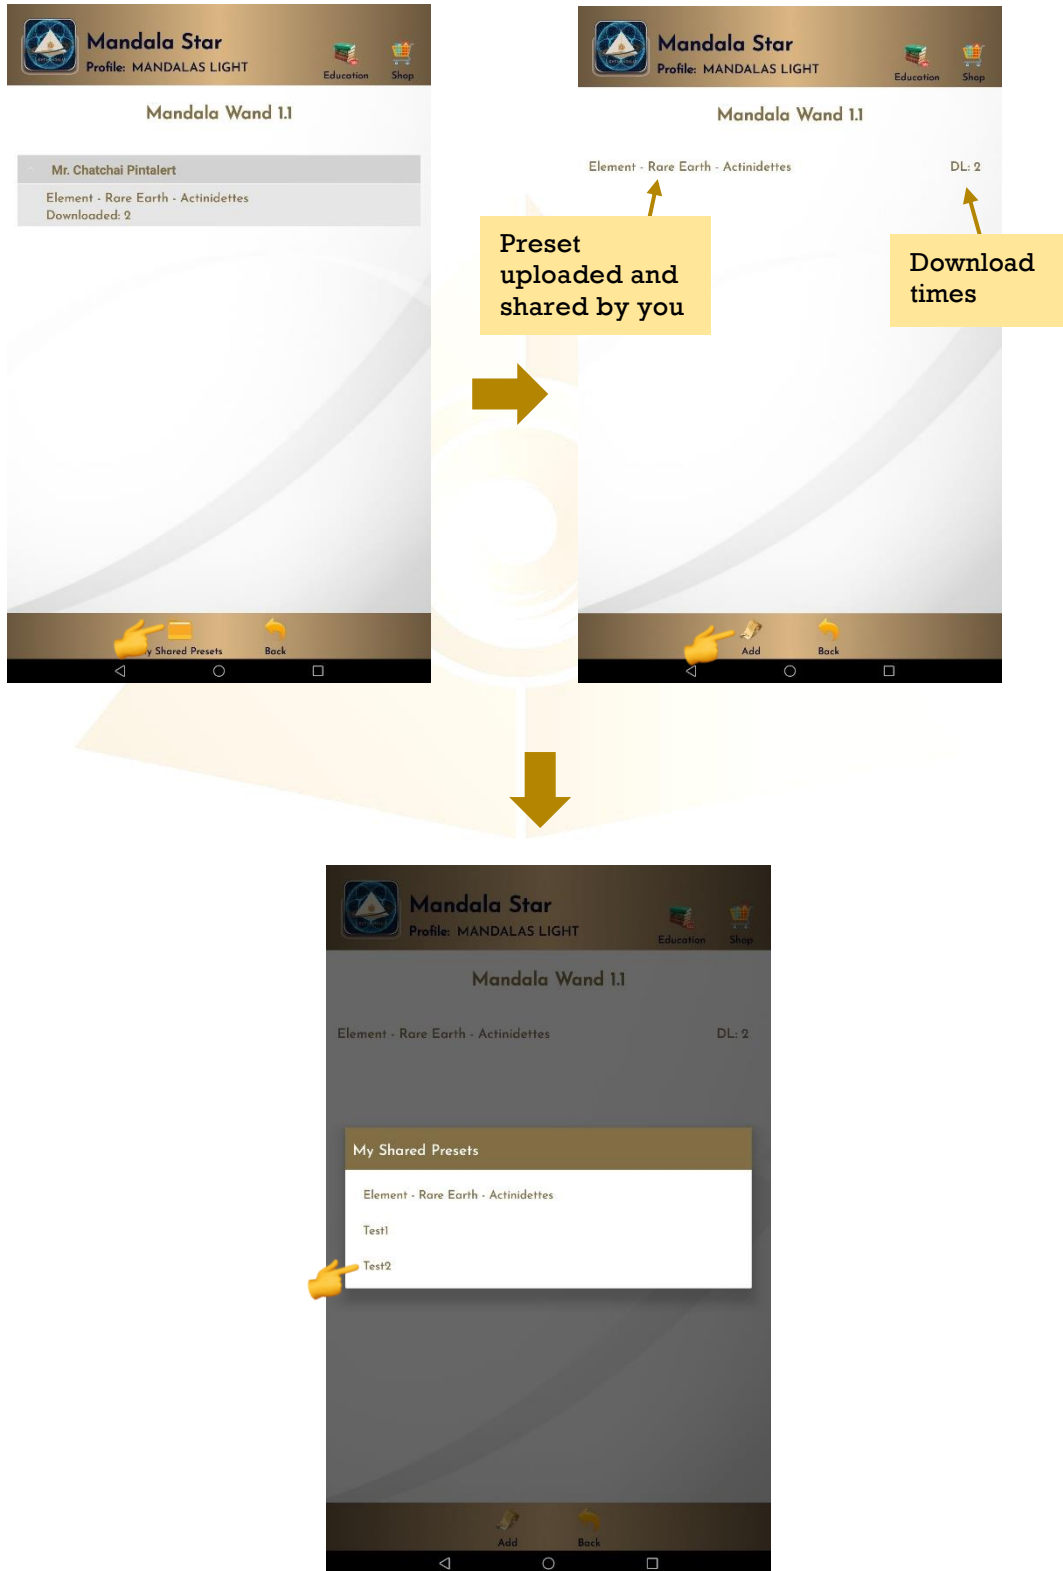 Mandala Star
Profile: MANDALAS LIGHT
Education
Shop
Mandala Wand 1.1
Mr. Chatchai Pintalert
Element - Rare Earth - Actinidettes
Downloaded: 2
y Shared Presets
Back
Mandala Star
Profile: MANDALAS LIGHT
Education
Shop
Mandala Wand 1.1
Element - Rare Earth - Actinidettes
DL: 2
Preset
uploaded and
shared by you
Download
times
Add
Back
Mandala Star
Profile: MANDALAS LIGHT
Education
Shop
Mandala Wand 1.1
Element - Rare Earth - Actinidettes
DL: 2
My Shared Presets
Element - Rare Earth - Actinidettes
Test1
Test2
Add
Back